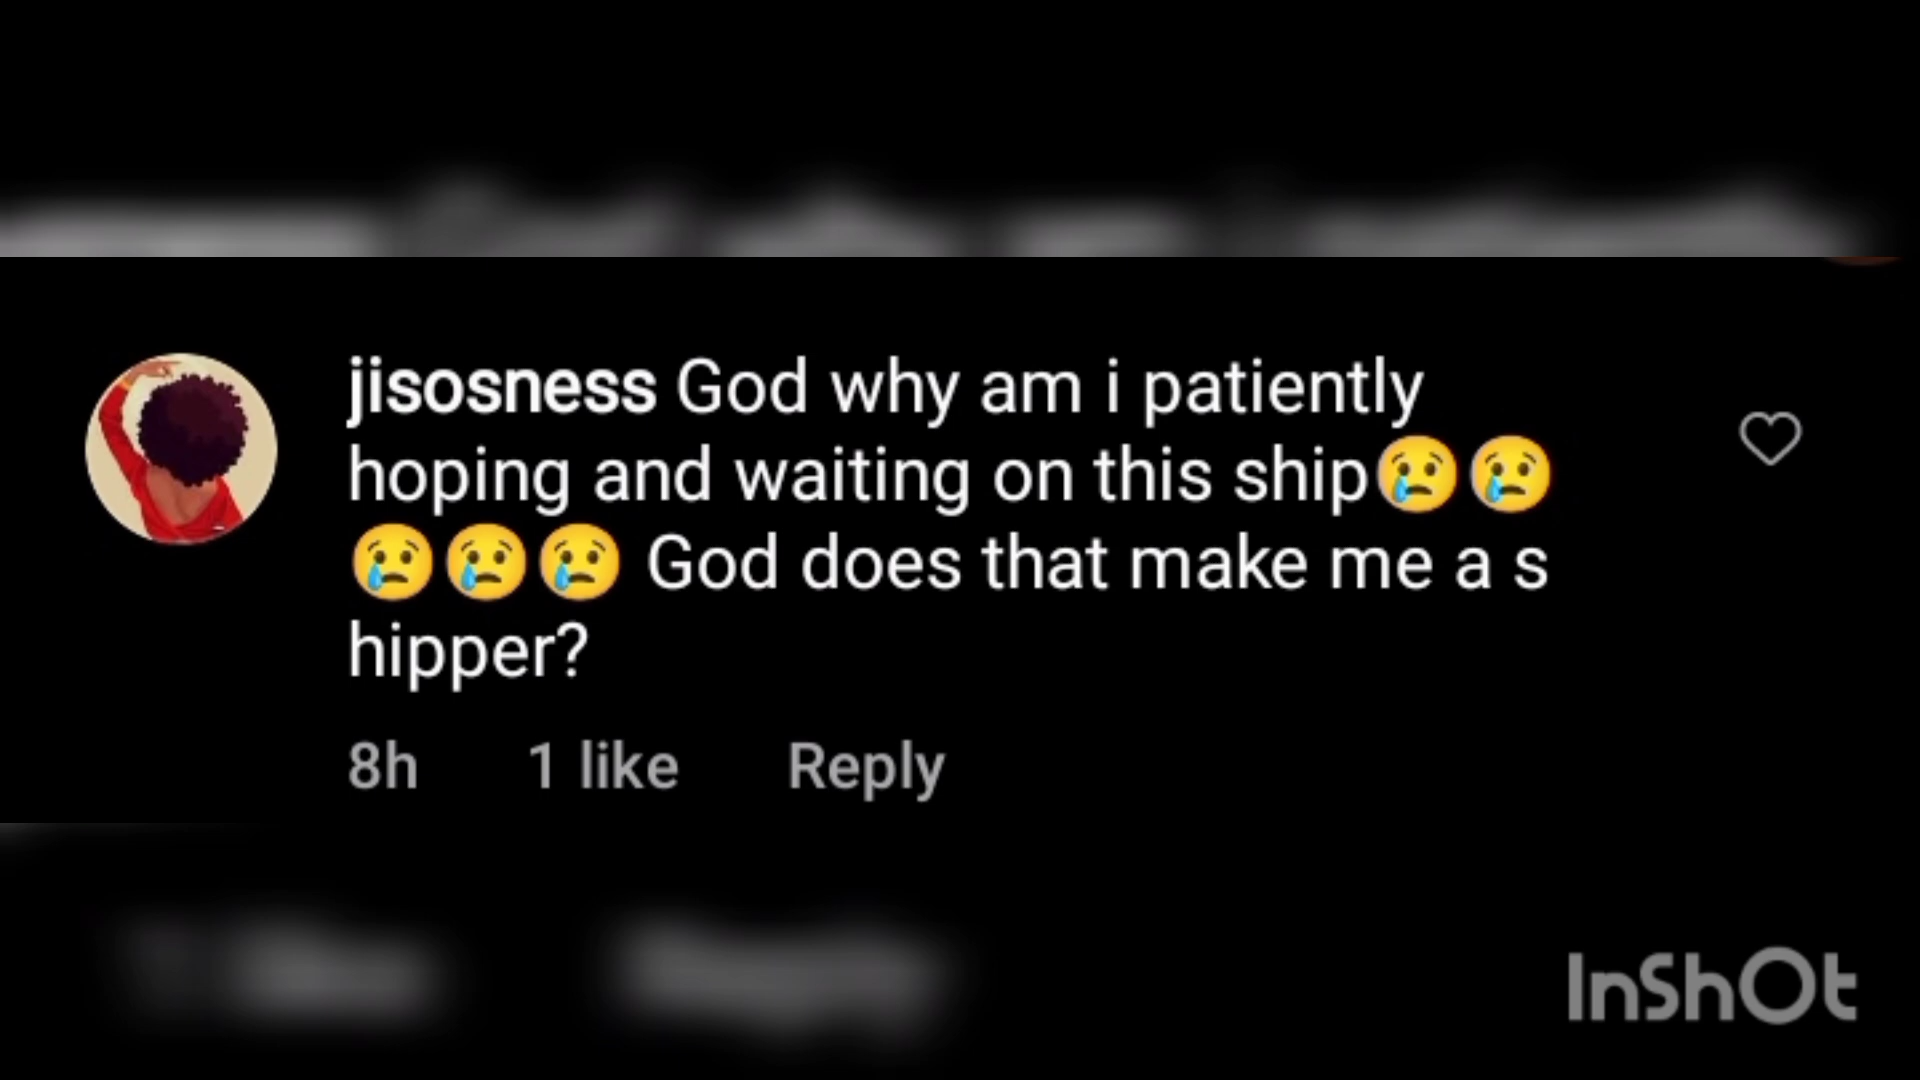 jisosness God why am i patiently
hoping and waiting on this ship😢😢
😢😢😢 God does that make me a s
hipper?
8h 1 like Reply
InShOt